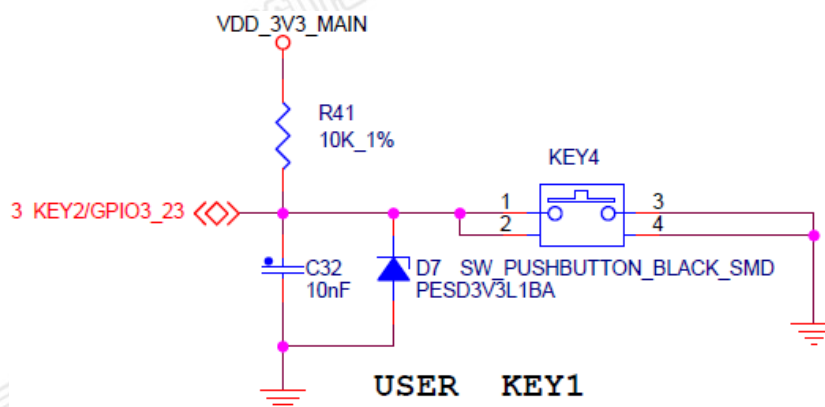 VDD_3V3_MAIN
R41
10K_1%
KEY4
3 KEY2/GPIO3_23
1
3
2
4
C32
10nF
D7
SW_PUSHBUTTON_BLACK_SMD
PESD3V3L1BA
USER KEY1